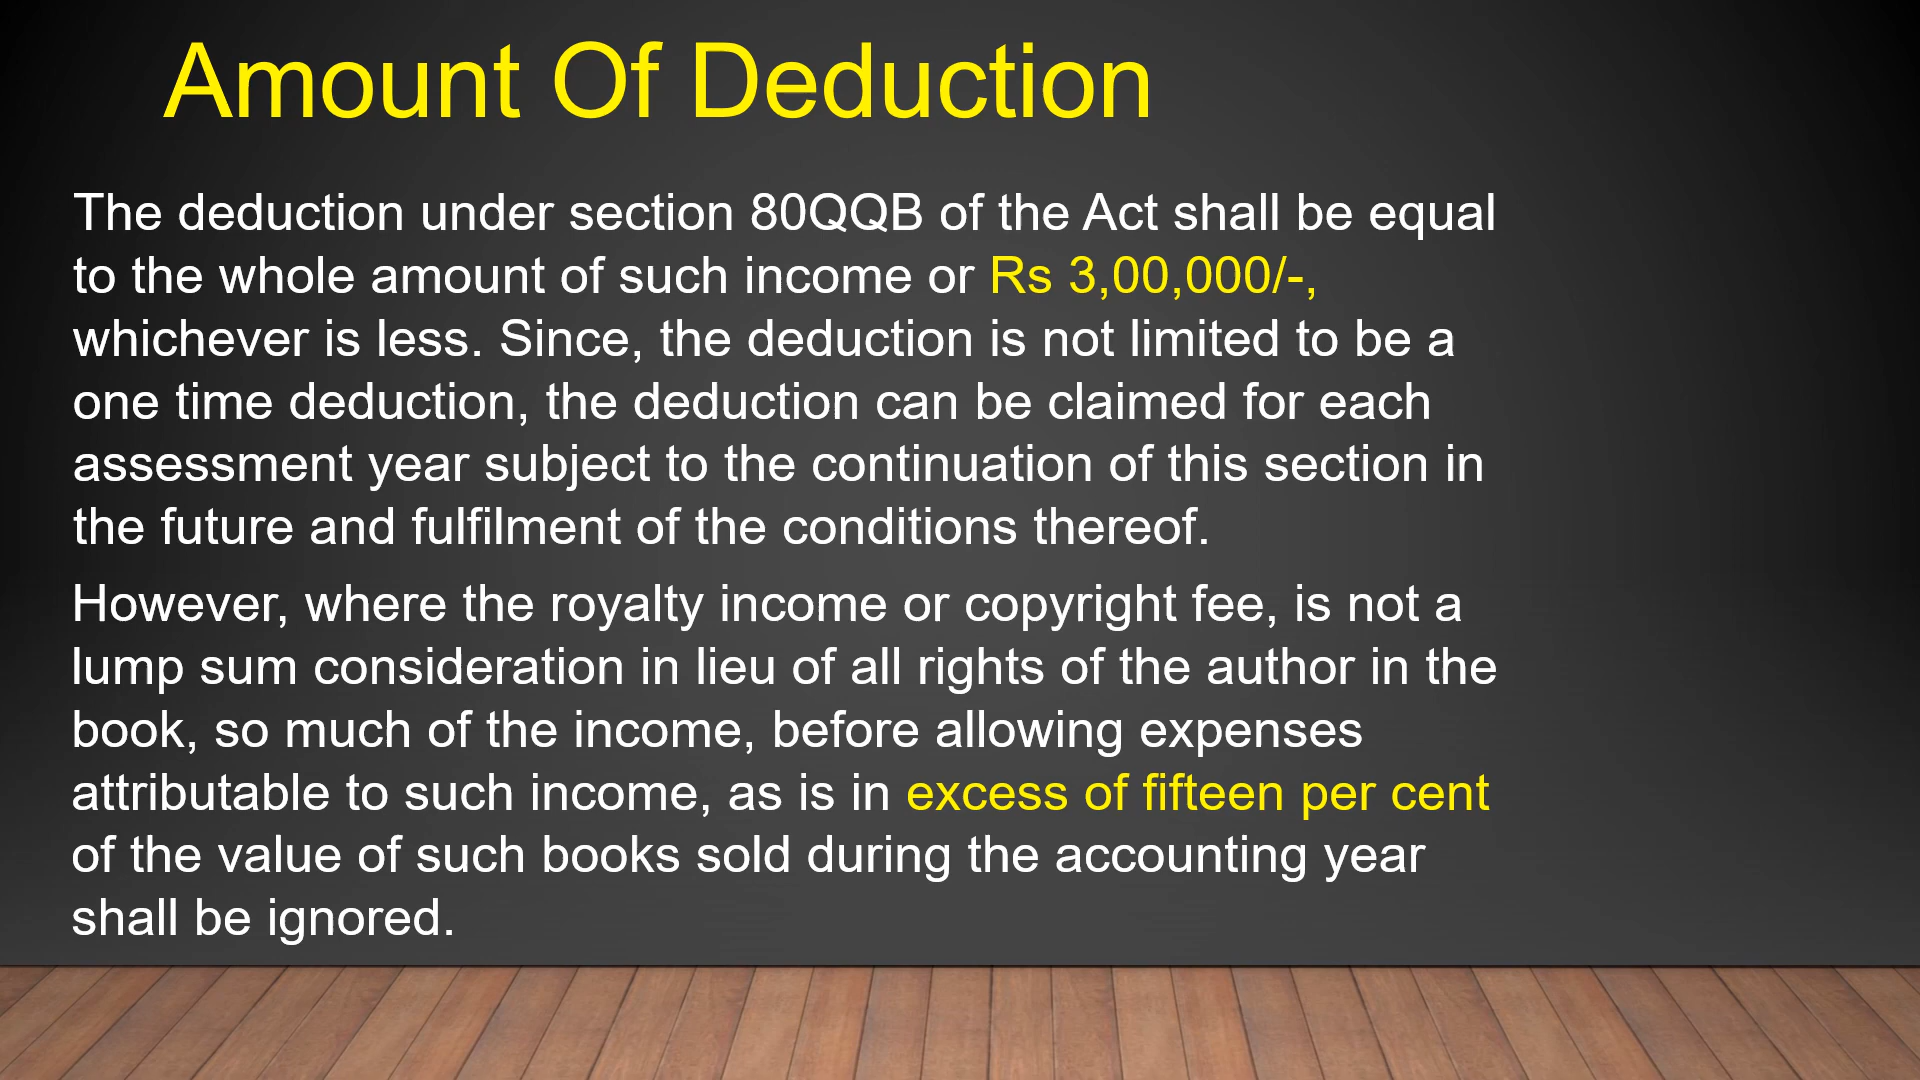 Amount Of Deduction
The deduction under section 80QQB of the Act shall be equal
to the whole amount of such income or Rs 3,00,000/-,
whichever is less. Since, the deduction is not limited to be a
one time deduction, the deduction can be claimed for each
assessment year subject to the continuation of this section in
the future and fulfilment of the conditions thereof.
However, where the royalty income or copyright fee, is not a
lump sum consideration in lieu of all rights of the author in the
book, so much of the income, before allowing expenses
attributable to such income, as is in excess of fifteen per cent
of the value of such books sold during the accounting year
shall be ignored.